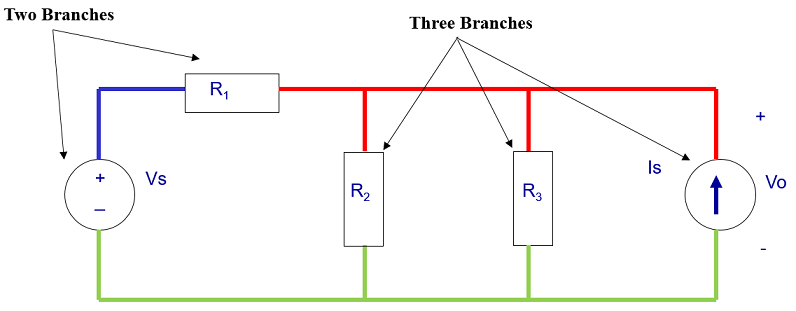 Two Branches
Three Branches
R1
+
Vs
–
R2
R3
Is
+
Vo
-